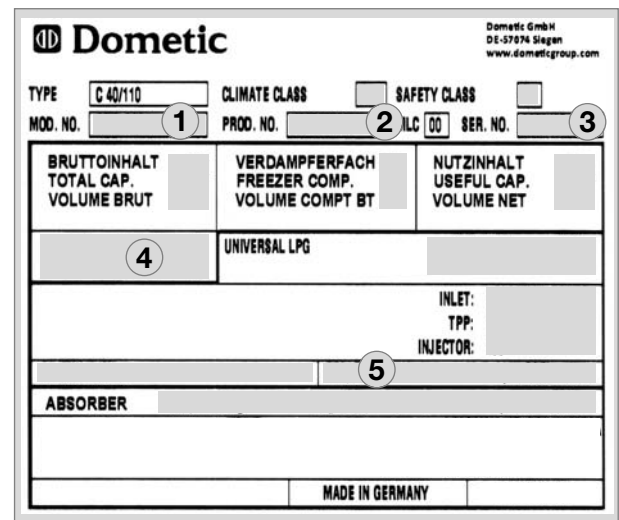 Dometic
Dometic GmbH
DE-57074 Siegen
www.dometicgroup.com
TYPE C 40/110 CLIMATE CLASS SAFETY CLASS
MOD. NO. 1 PROD. NO. 2 MLC 00 SER. NO. 3
BRUTTOINHALT
TOTAL CAP.
VOLUME BRUT
VERDAMPFERFACH
FREEZER COMP.
VOLUME COMPT BT
NUTZINHALT
USEFUL CAP.
VOLUME NET
4 UNIVERSAL LPG
INLET:
TPP:
INJECTOR:
5
ABSORBER
MADE IN GERMANY